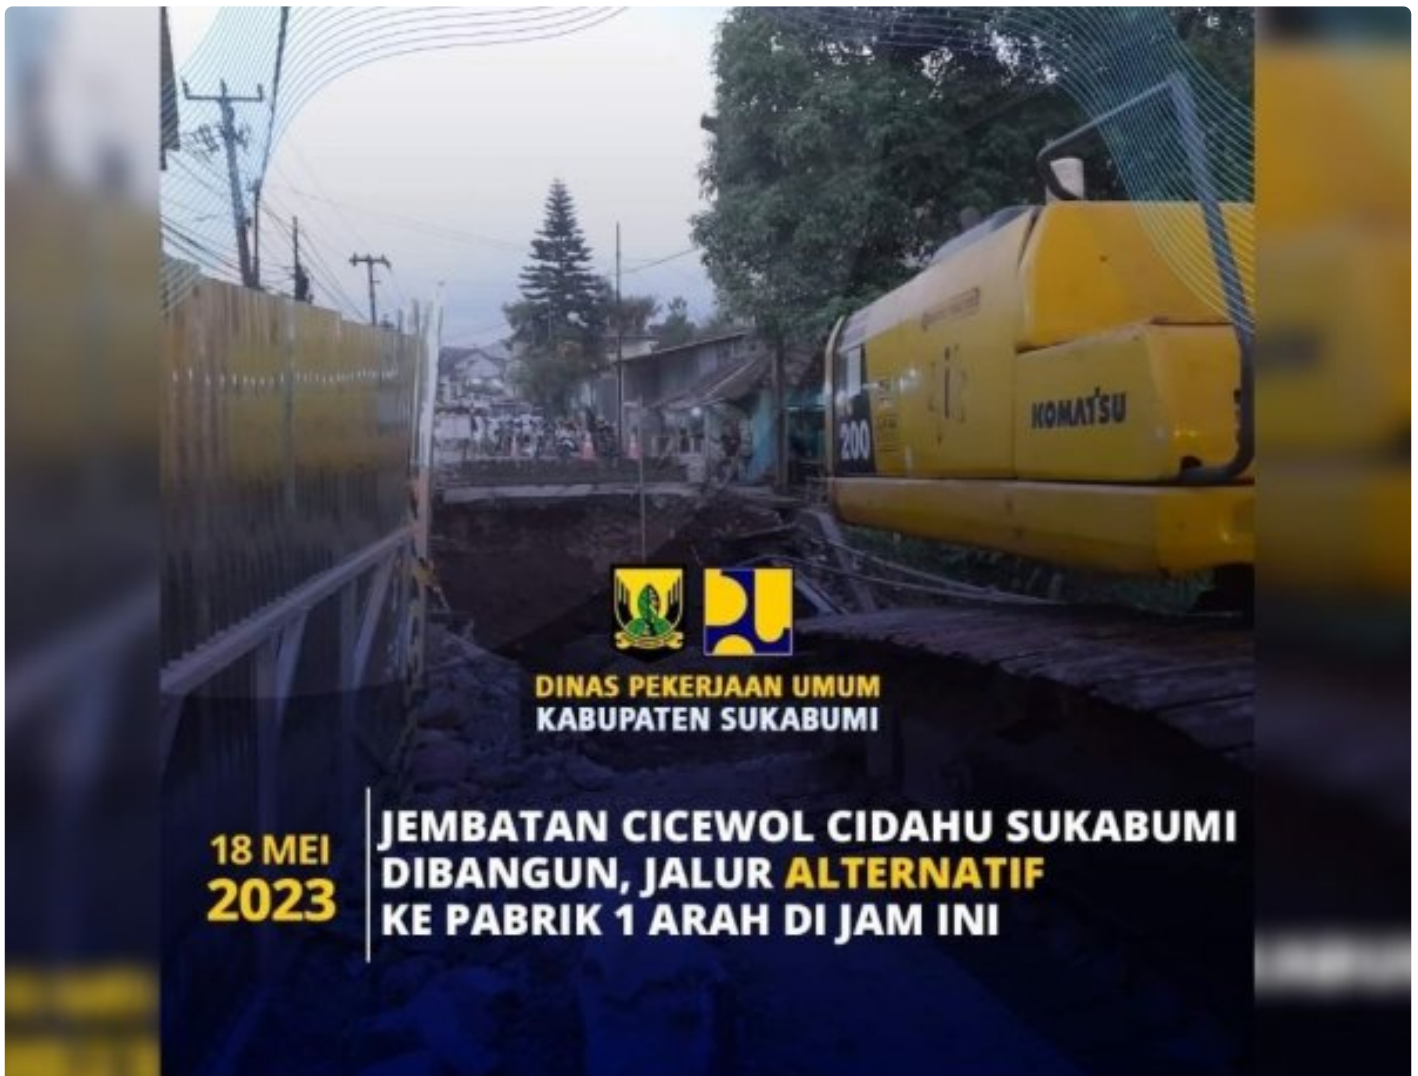 KOMATSU
200
DINAS PEKERJAAN UMUM
KABUPATEN SUKABUMI
18 MEI
2023
JEMBATAN CICEWOL CIDAHU SUKABUMI
DIBANGUN, JALUR ALTERNATIF
KE PABRIK 1 ARAH DI JAM INI